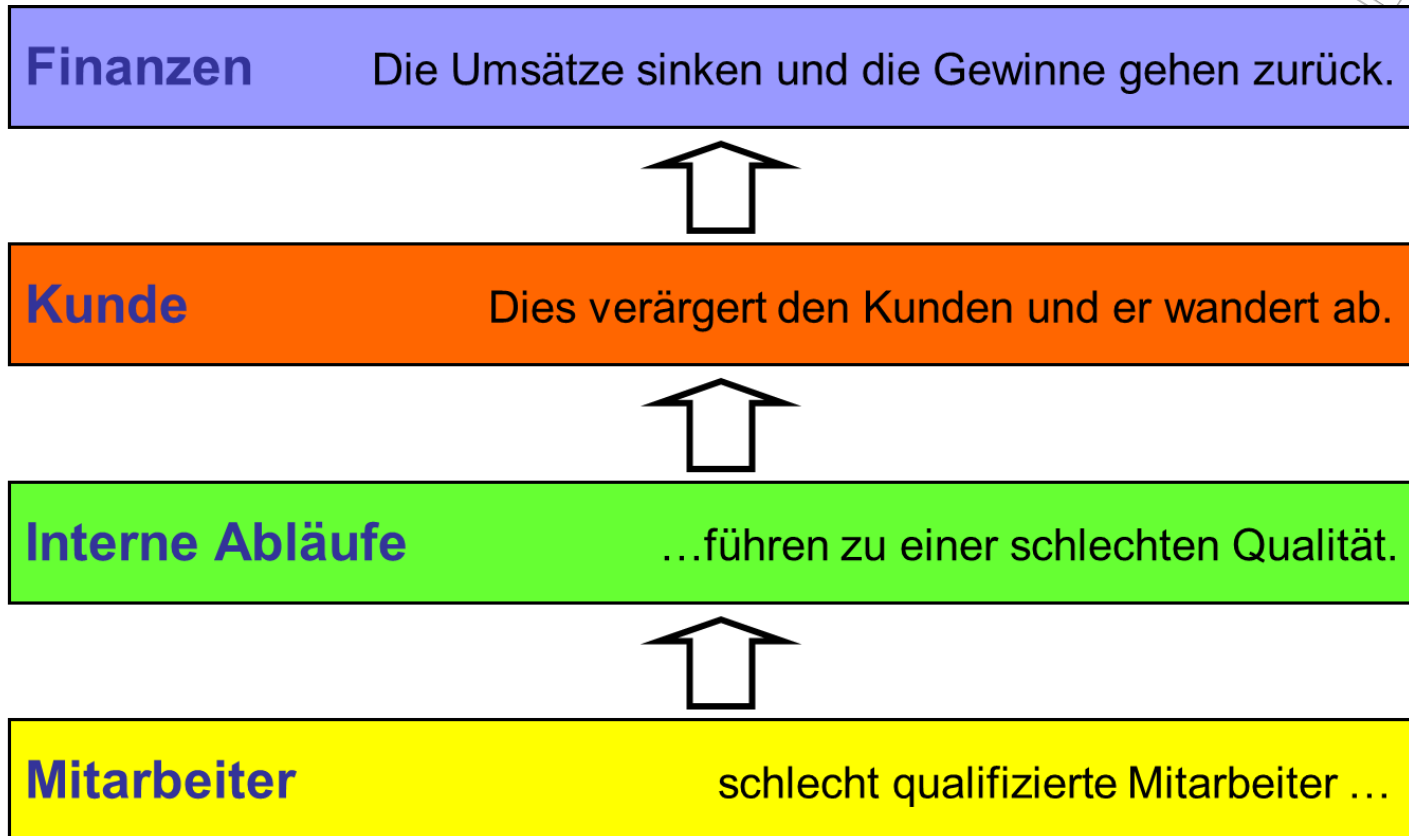 Finanzen Die Umsätze sinken und die Gewinne gehen zurück.
Kunde Dies verärgert den Kunden und er wandert ab.
Interne Abläufe …führen zu einer schlechten Qualität.
Mitarbeiter schlecht qualifizierte Mitarbeiter …